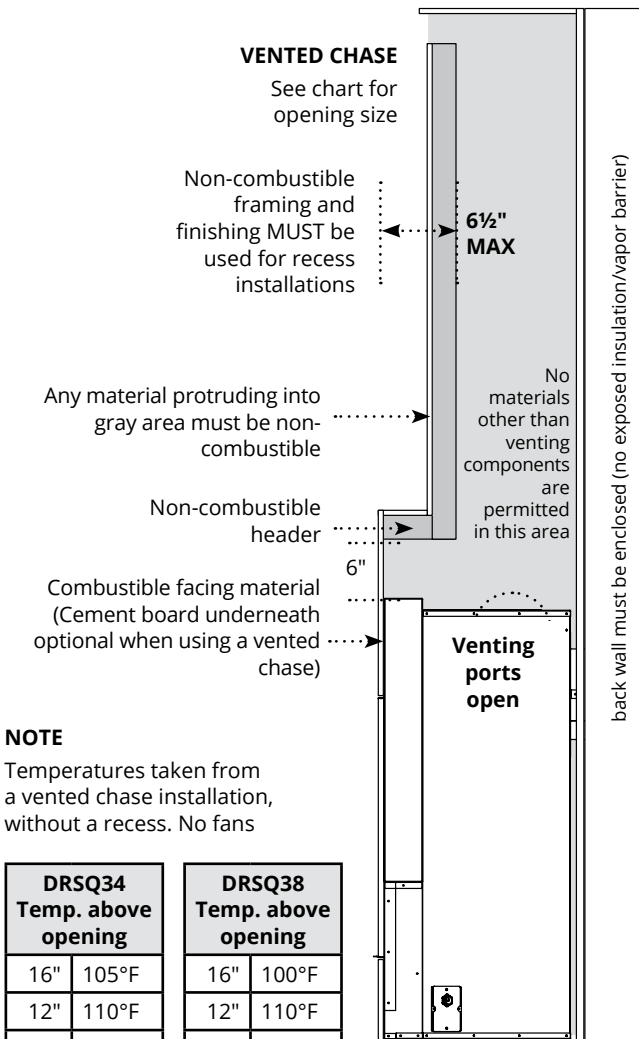 VENTED CHASE
See chart for
opening size
Non-combustible
framing and
finishing MUST be
used for recess
installations
6½"
MAX
Any material protruding into
gray area must be non-
combustible
No
materials
other than
venting
components
are
permitted
in this area
Non-combustible
header
6"
Combustible facing material
(Cement board underneath
optional when using a vented
chase)
Venting
ports
open
back wall must be enclosed (no exposed insulation/vapor barrier)
NOTE
Temperatures taken from
a vented chase installation,
without a recess. No fans
DRSQ34
Temp. above
opening
16" 105°F
12" 110°F
DRSQ38
Temp. above
opening
16" 100°F
12" 110°F